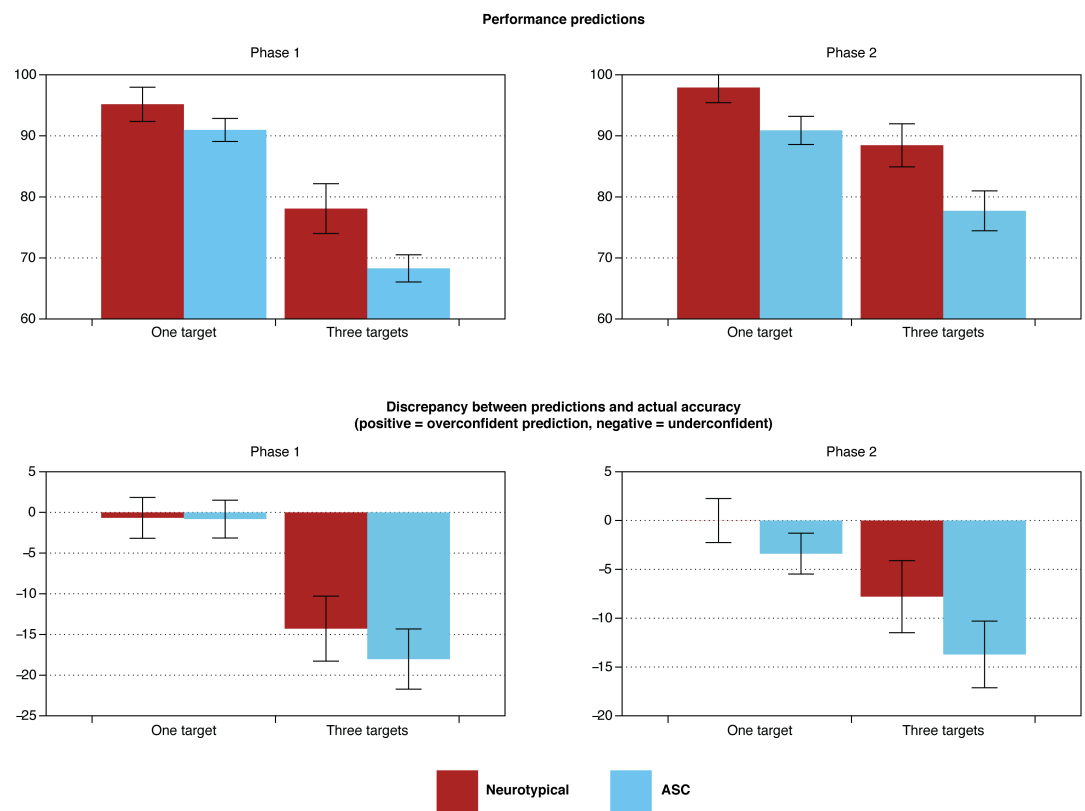 Performance predictions
Phase 1
Phase 2
100
90
80
70
60
One target
Three targets
100
90
80
70
60
One target
Three targets
Discrepancy between predictions and actual accuracy
(positive = overconfident prediction, negative = underconfident)
Phase 1
Phase 2
5
0
–5
–10
–15
–20
–25
One target
Three targets
5
0
–5
–10
–15
–20
One target
Three targets
Neurotypical
ASC